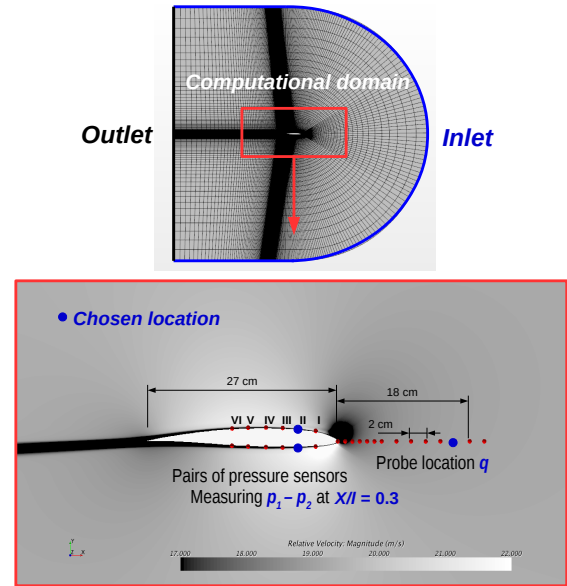 Computational domain
Outlet
Inlet
Chosen location
27 cm
18 cm
2 cm
VI V IV III II I
Pairs of pressure sensors
Measuring p₁ – p₂ at X/l = 0.3
Probe location q
Y
Z X
Relative Velocity: Magnitude (m/s)
17.000 18.000 19.000 20.000 21.000 22.000